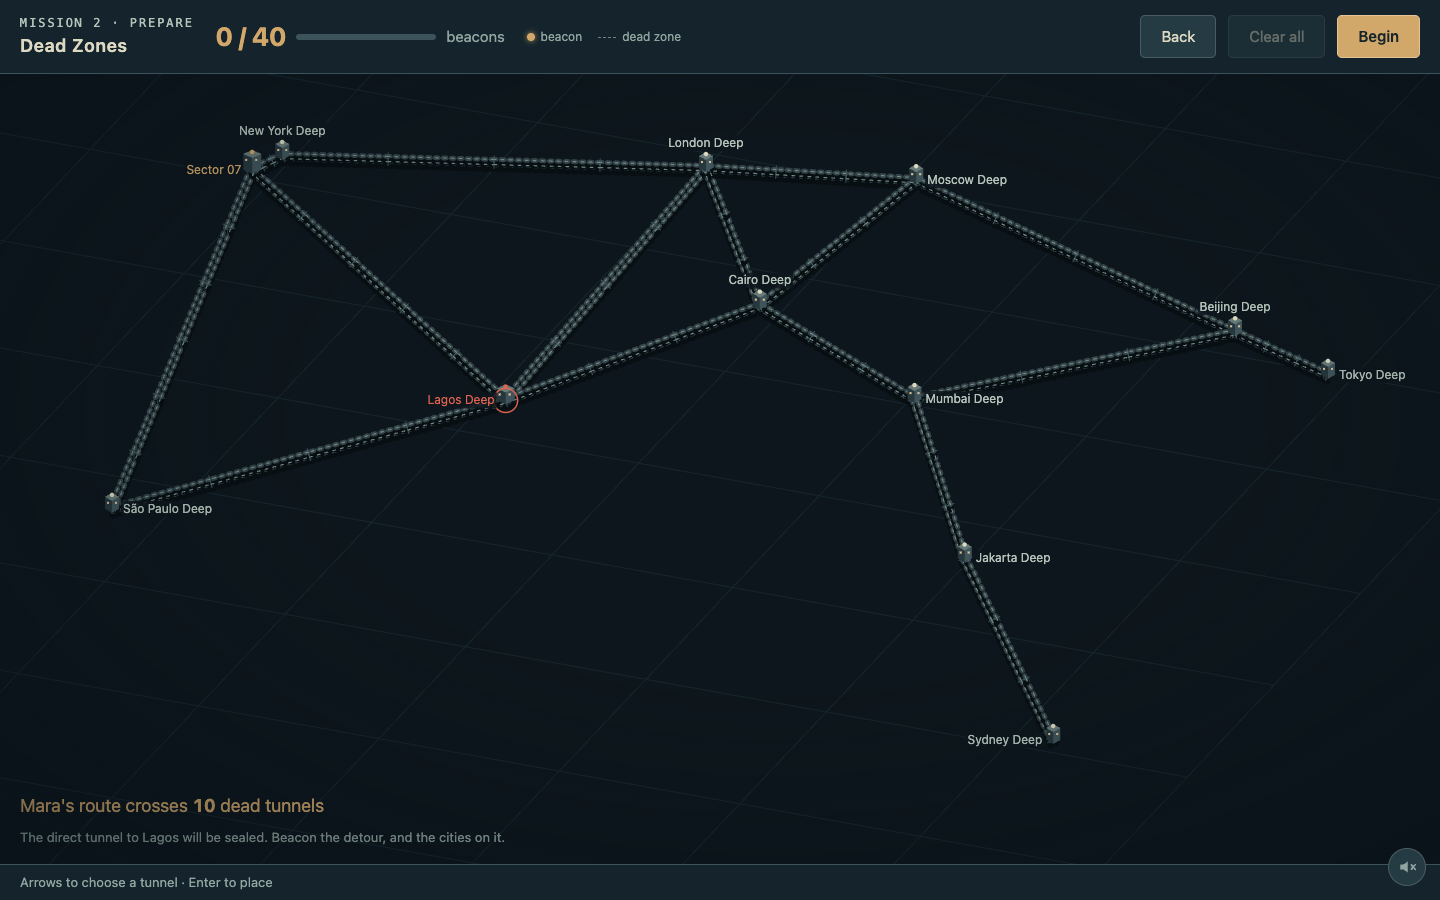 MISSION 2 · PREPARE
Dead Zones
0 / 40 beacons
beacon
dead zone
Back
Clear all
Begin
New York Deep
London Deep
Sector 07
Moscow Deep
Cairo Deep
Beijing Deep
Tokyo Deep
Lagos Deep
Mumbai Deep
São Paulo Deep
Jakarta Deep
Sydney Deep
Mara's route crosses 10 dead tunnels
The direct tunnel to Lagos will be sealed. Beacon the detour, and the cities on it.
Arrows to choose a tunnel · Enter to place